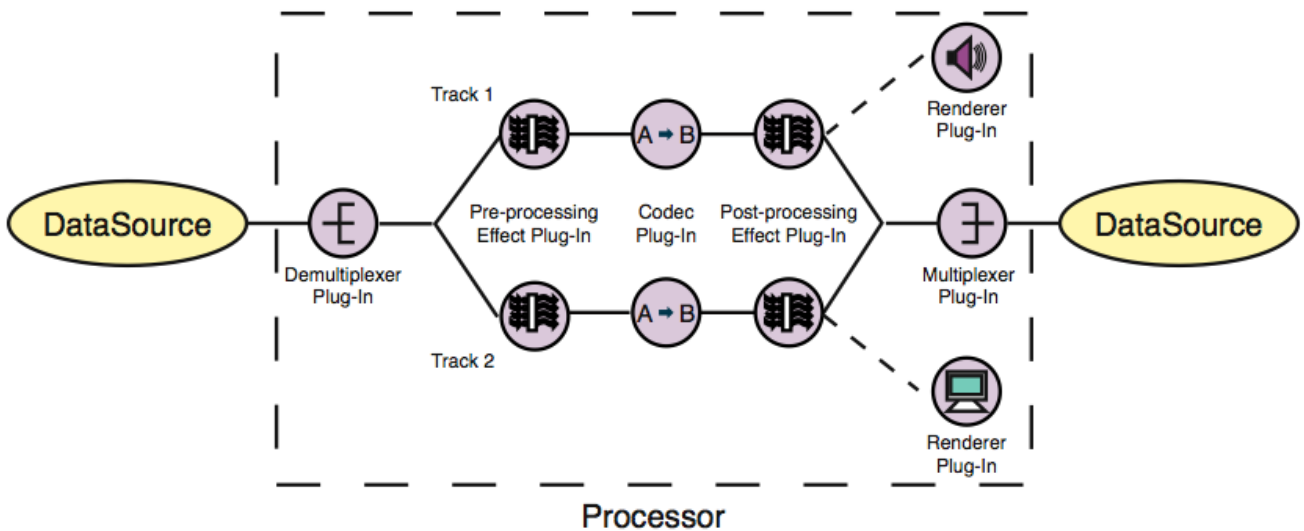 Track 1
A → B
Renderer
Plug-In
DataSource
Demultiplexer
Plug-In
Pre-processing
Effect Plug-In
Codec
Plug-In
Post-processing
Effect Plug-In
Multiplexer
Plug-In
DataSource
A → B
Track 2
Renderer
Plug-In
Processor